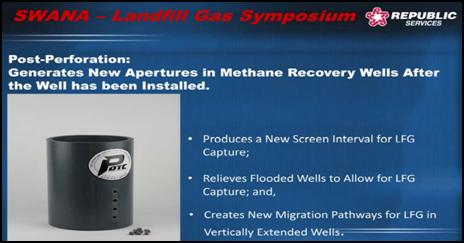 SWANA – Landfill Gas Symposium
REPUBLIC
SERVICES
Post-Perforation:
Generates New Apertures in Methane Recovery Wells After
the Well has been Installed.
• Produces a New Screen Interval for LFG
Capture;
• Relieves Flooded Wells to Allow for LFG
Capture; and,
• Creates New Migration Pathways for LFG in
Vertically Extended Wells.